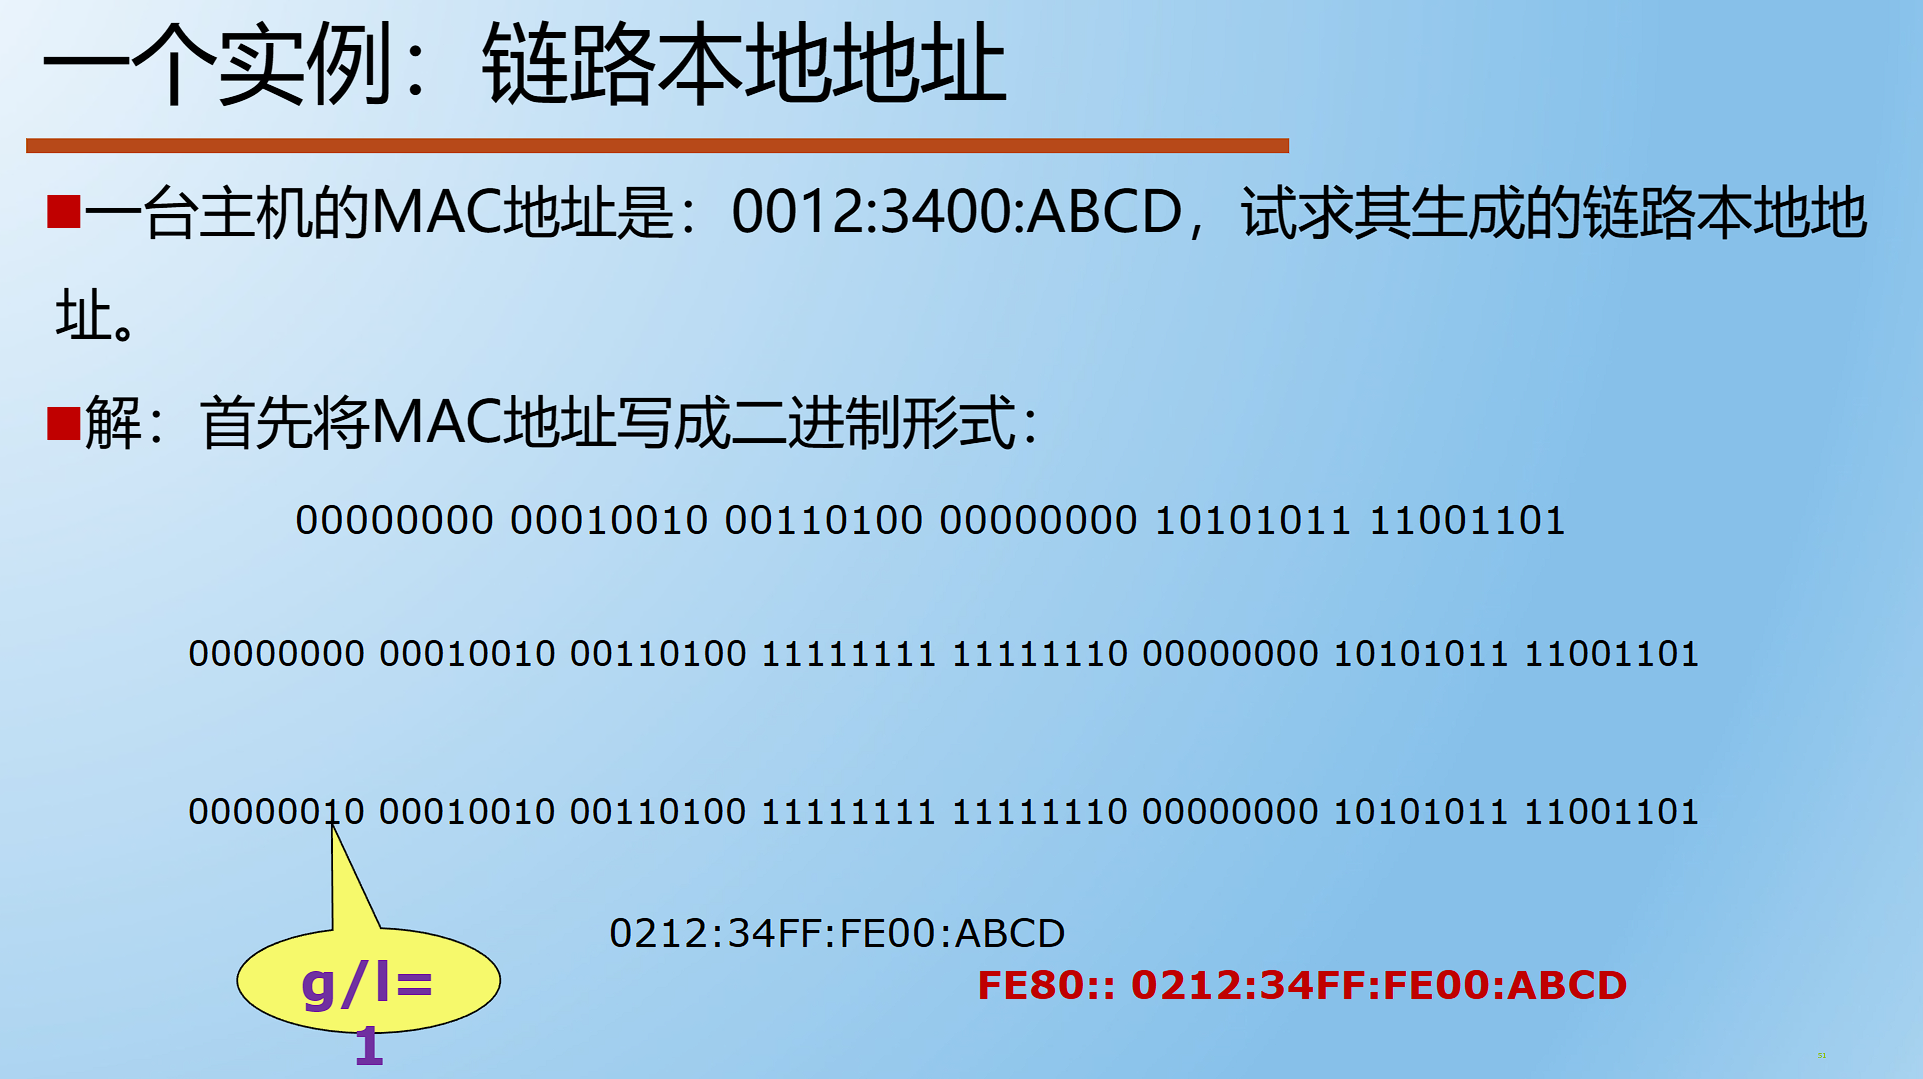 一个实例：链路本地地址
一台主机的MAC地址是：0012:3400:ABCD，试求其生成的链路本地地
址。
解：首先将MAC地址写成二进制形式：
00000000 00010010 00110100 00000000 10101011 11001101
00000000 00010010 00110100 11111111 11111110 00000000 10101011 11001101
00000010 00010010 00110100 11111111 11111110 00000000 10101011 11001101
g/l=
1
0212:34FF:FE00:ABCD
FE80:: 0212:34FF:FE00:ABCD
51